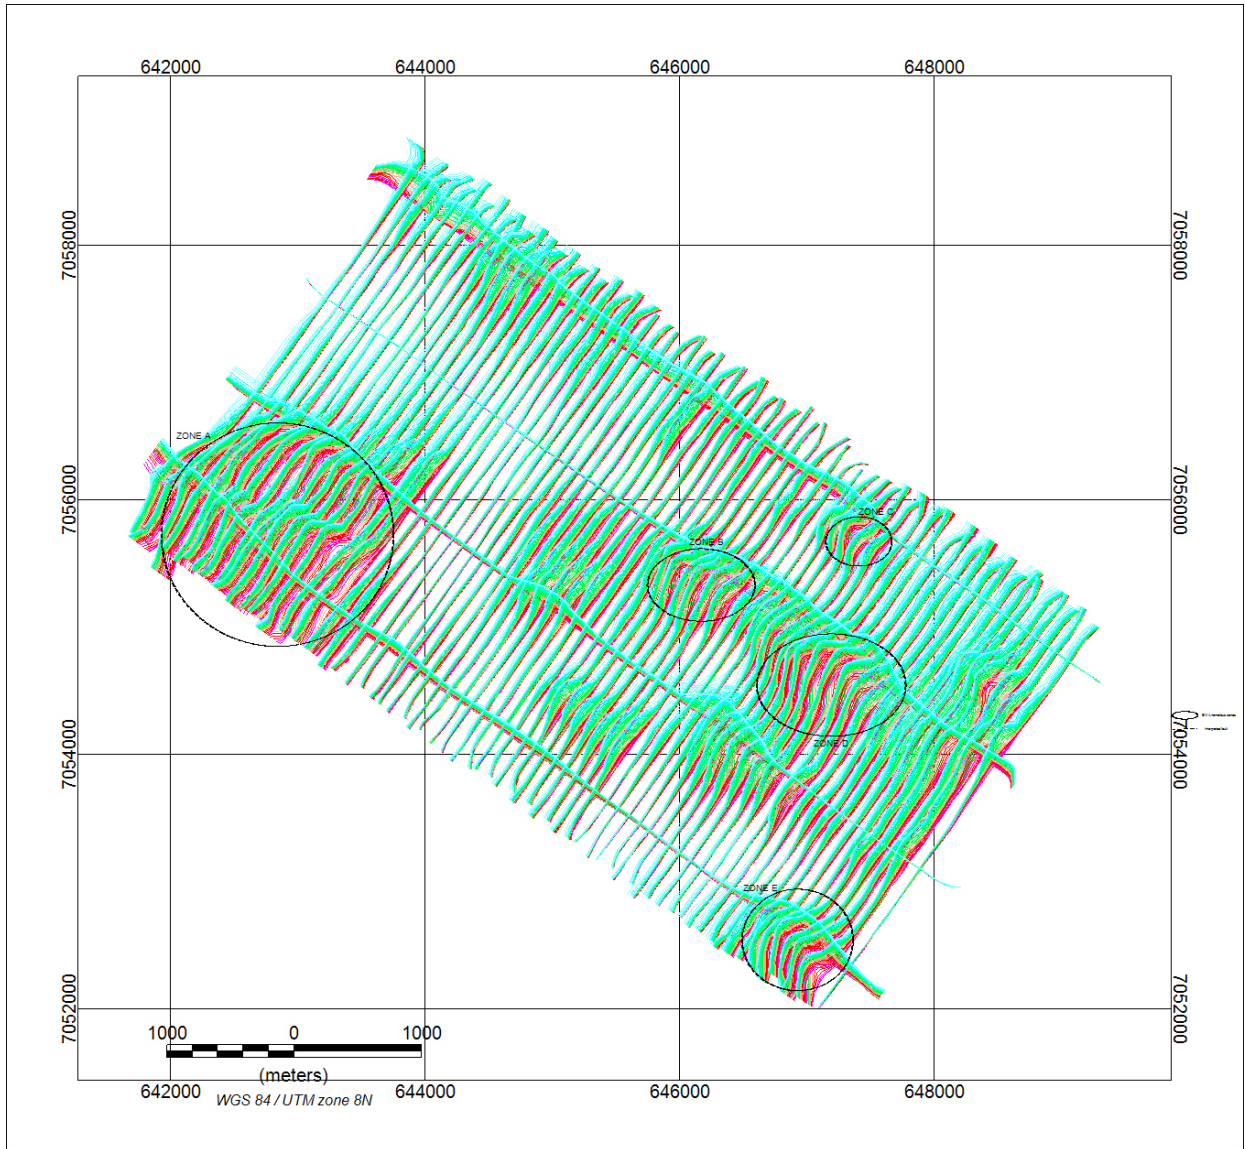 642000 644000 646000 648000
7058000 7058000
ZONE A
7056000 7056000
ZONE C
ZONE B
ZONE D
7054000 7054000
ZONE E
7052000 7052000
1000 0 1000
(meters)
WGS 84 / UTM zone 8N
642000 644000 646000 648000